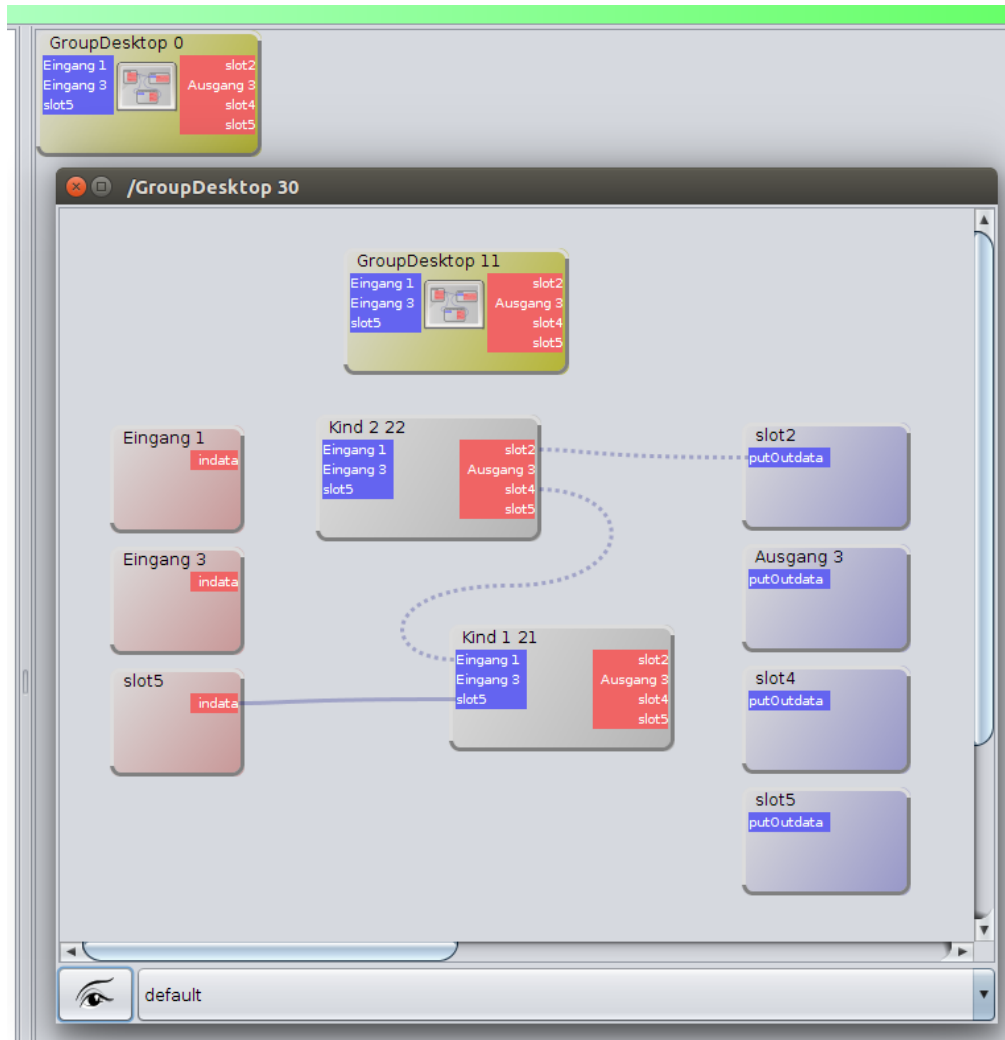 GroupDesktop 0
Eingang 1 slot2
Eingang 3 Ausgang 3
slot5 slot4
slot5
/GroupDesktop 30
GroupDesktop 11
Eingang 1 slot2
Eingang 3 Ausgang 3
slot5 slot4
slot5
Eingang 1
indata
Eingang 3
indata
slot5
indata
Kind 2 22
Eingang 1 slot2
Eingang 3 Ausgang 3
slot5 slot4
slot5
Kind 1 21
Eingang 1 slot2
Eingang 3 Ausgang 3
slot5 slot4
slot5
slot2
putOutdata
Ausgang 3
putOutdata
slot4
putOutdata
slot5
putOutdata
default